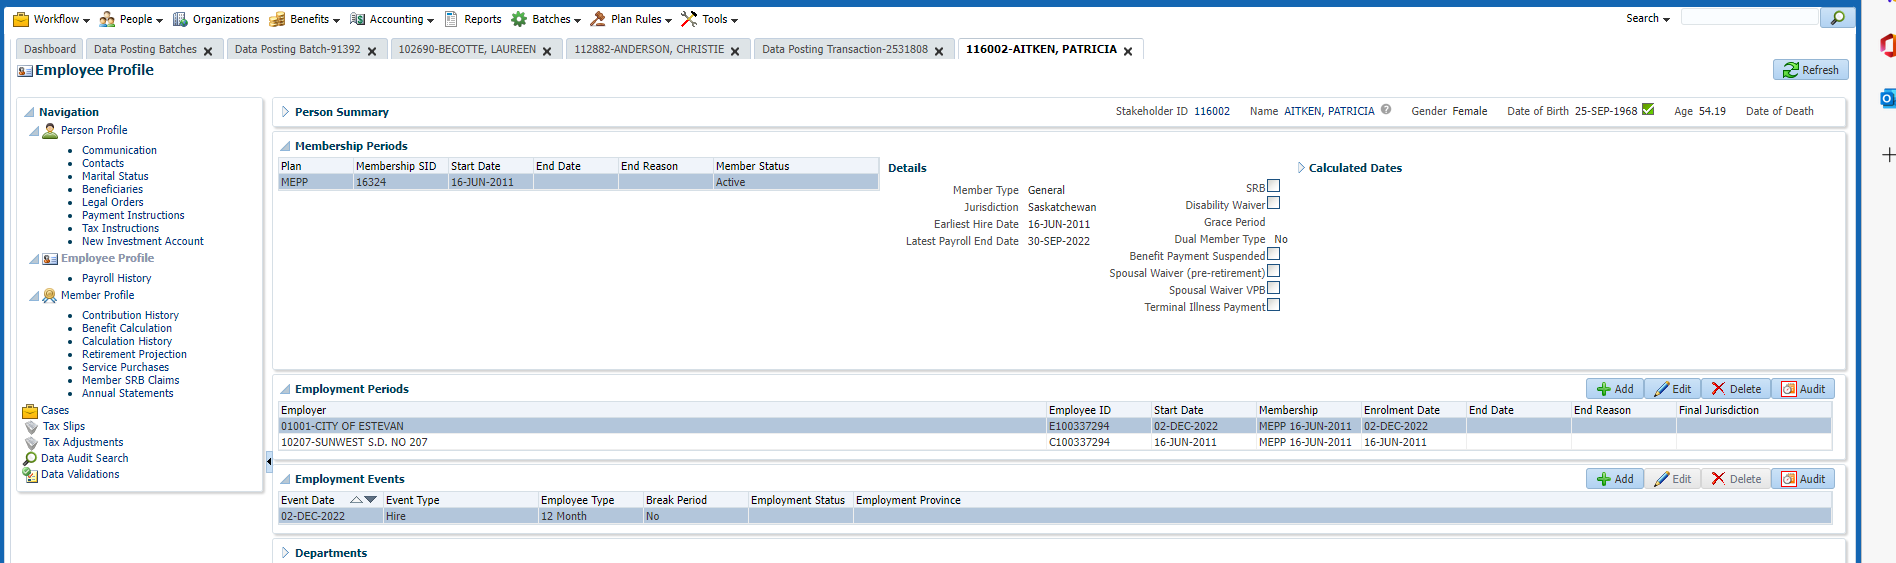 Workflow People Organizations Benefits Accounting Reports Batches Plan Rules Tools Search
Dashboard Data Posting Batches Data Posting Batch-91392 102690-BECOTTE, LAUREEN 112882-ANDERSON, CHRISTIE Data Posting Transaction-2531808 116002-AITKEN, PATRICIA
Employee Profile
Refresh
Navigation
Person Profile
Communication
Contacts
Marital Status
Beneficiaries
Legal Orders
Payment Instructions
Tax Instructions
New Investment Account
Employee Profile
Payroll History
Member Profile
Contribution History
Benefit Calculation
Calculation History
Retirement Projection
Service Purchases
Member SRB Claims
Annual Statements
Cases
Tax Slips
Tax Adjustments
Data Audit Search
Data Validations
Person Summary Stakeholder ID 116002 Name AITKEN, PATRICIA Gender Female Date of Birth 25-SEP-1968 Age 54.19 Date of Death
Membership Periods
Plan Membership SID Start Date End Date End Reason Member Status
MEPP 16324 16-JUN-2011 Active
Details
Member Type General
Jurisdiction Saskatchewan
Earliest Hire Date 16-JUN-2011
Latest Payroll End Date 30-SEP-2022
SRB
Disability Waiver
Grace Period
Dual Member Type No
Benefit Payment Suspended
Spousal Waiver (pre-retirement)
Spousal Waiver VPB
Terminal Illness Payment
Calculated Dates
Employment Periods Add Edit Delete Audit
Employer Employee ID Start Date Membership Enrolment Date End Date End Reason Final Jurisdiction
01001-CITY OF ESTEVAN E100337294 02-DEC-2022 MEPP 16-JUN-2011 02-DEC-2022
10207-SUNWEST S.D. NO 207 C100337294 16-JUN-2011 MEPP 16-JUN-2011 16-JUN-2011
Employment Events Add Edit Delete Audit
Event Date Event Type Employee Type Break Period Employment Status Employment Province
02-DEC-2022 Hire 12 Month No
Departments